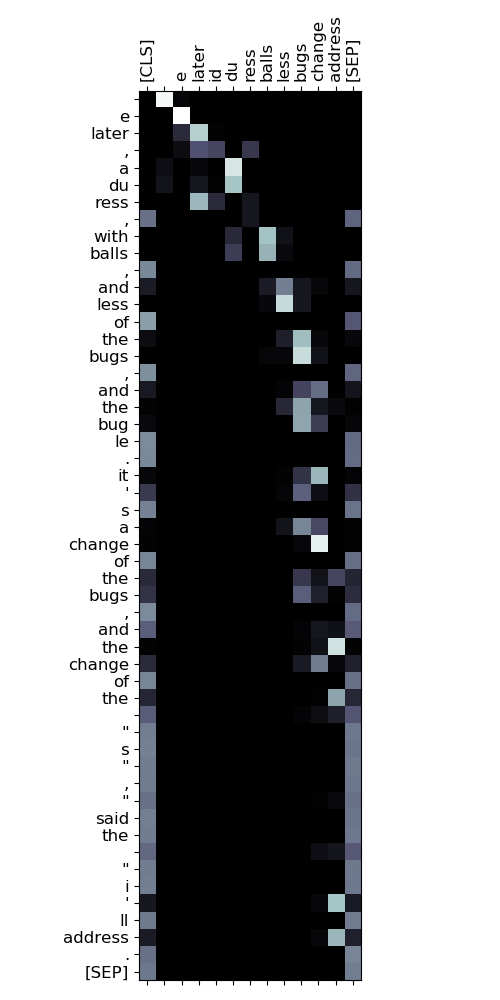 [CLS] e later id du ress balls less bugs change address [SEP]
e
later
,
a
du
ress
,
with
balls
,
and
less
of
the
bugs
,
and
the
bug
le
.
it
'
s
a
change
of
the
bugs
,
and
the
change
of
the
"
s
"
,
"
said
the
"
i
'
ll
address
.
[SEP]